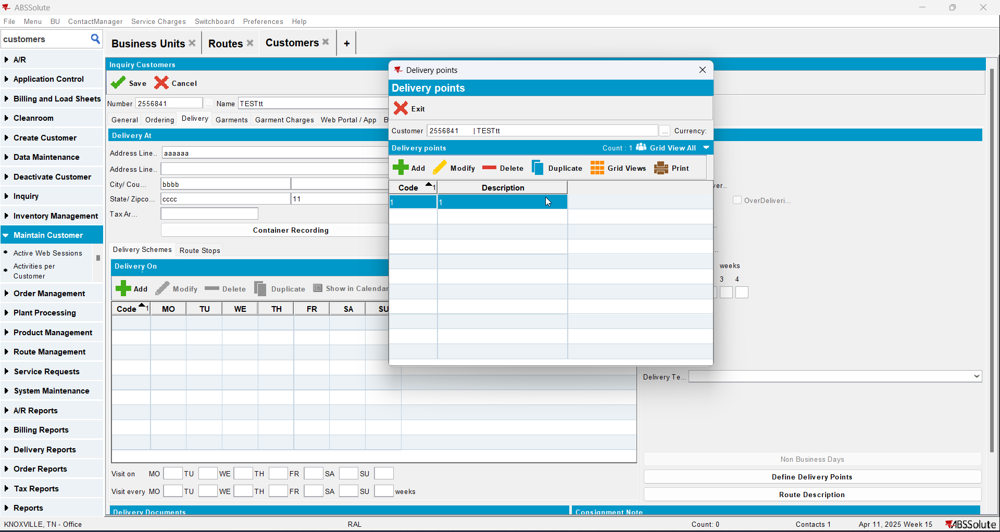 ABSSolute
File Menu BU ContactManager Service Charges Switchboard Preferences Help
customers
Business Units Routes Customers +
A/R
Application Control
Billing and Load Sheets
Cleanroom
Create Customer
Data Maintenance
Deactivate Customer
Inquiry
Inventory Management
Maintain Customer
Active Web Sessions
Activities per
Customer
Order Management
Plant Processing
Product Management
Route Management
Service Requests
System Maintenance
A/R Reports
Billing Reports
Delivery Reports
Order Reports
Tax Reports
Reports
Inquiry Customers
Save Cancel
Number 2556841 ... Name TESTtt
General Ordering Delivery Garments Garment Charges Web Portal / App B
Delivery At
Address Line.. aaaaaa
Address Line..
City/ Cou... bbbb
State/ Zipco... cccc 11
Tax Ar...
Container Recording
Delivery Schemes Route Stops
Delivery On
Add Modify Delete Duplicate 16 Show in Calendar
Code 1 MO TU WE TH FR SA SU
Visit on MO TU WE TH FR SA SU
Visit every MO TU WE TH FR SA SU weeks
Delivery Documents
Delivery points
Delivery points
Exit
Customer 2556841 | TESTtt ... Currency:
Delivery points Count : 1 Grid View All
Add Modify Delete Duplicate Grid Views Print
Code 1 Description
1 1
ver..
OverDeliveri...
..
..
weeks
3 4
Delivery Te...
Non Business Days
Define Delivery Points
Route Description
Consignment Note
KNOXVILLE, TN - Office RAL Count: 0 Contacts 1 Apr 11, 2025 Week 15 ABSSolute